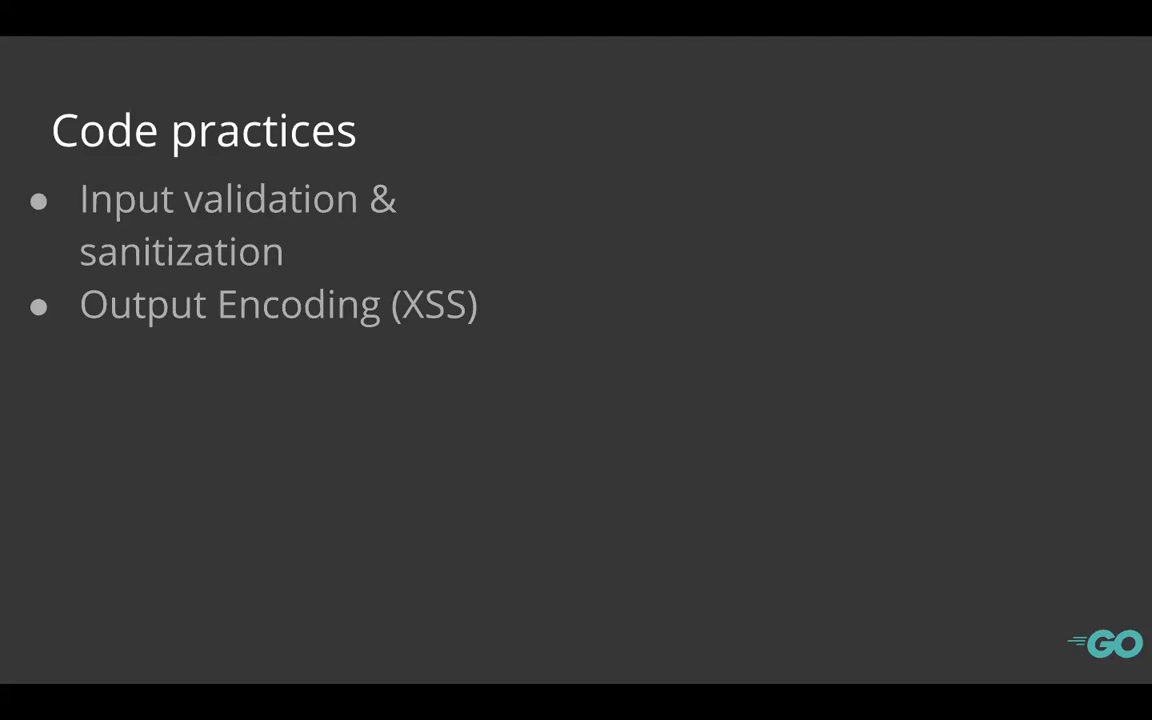 Code practices
● Input validation &
sanitization
● Output Encoding (XSS)
GO